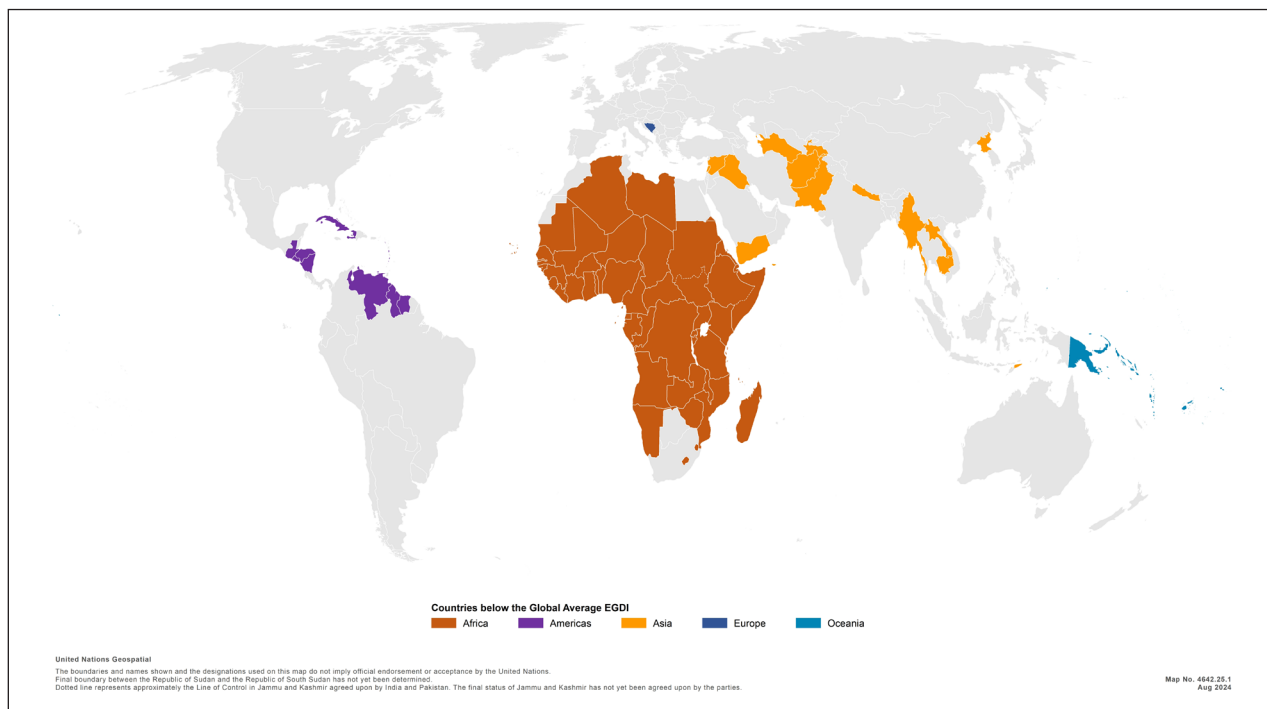 Countries below the Global Average EGDI
Africa Americas Asia Europe Oceania
United Nations Geospatial
The boundaries and names shown and the designations used on this map do not imply official endorsement or acceptance by the United Nations.
Final boundary between the Republic of Sudan and the Republic of South Sudan has not yet been determined.
Dotted line represents approximately the Line of Control in Jammu and Kashmir agreed upon by India and Pakistan. The final status of Jammu and Kashmir has not yet been agreed upon by the parties.
Map No. 4642.25.1
Aug 2024